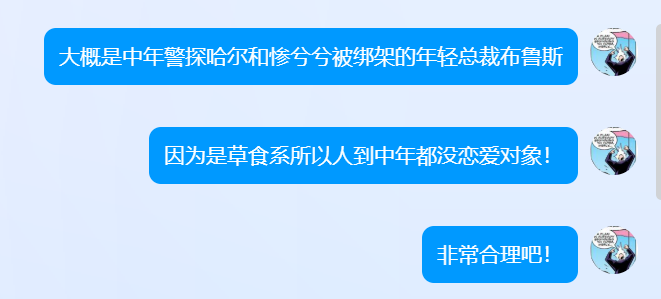 大概是中年警探哈尔和惨兮兮被绑架的年轻总裁布鲁斯
因为是草食系所以人到中年都没恋爱对象！
非常合理吧！